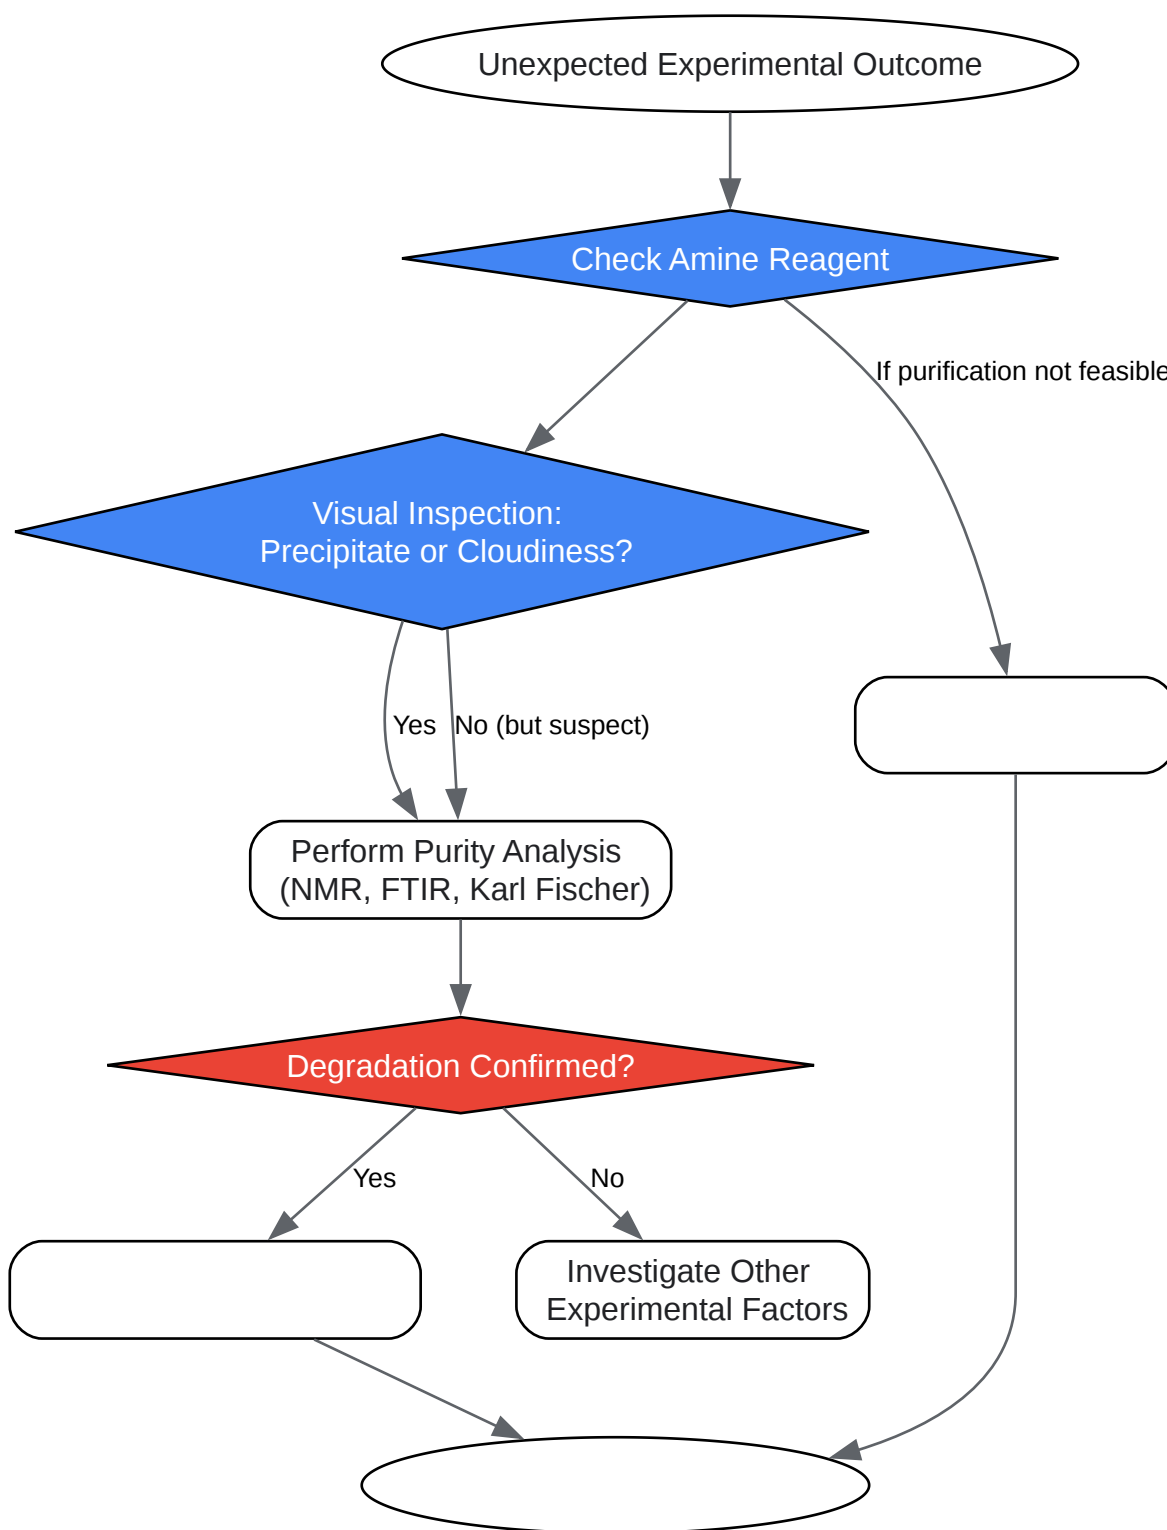 Unexpected Experimental Outcome
Check Amine Reagent
If purification not feasible
Visual Inspection:
Precipitate or Cloudiness?
Yes
No (but suspect)
Perform Purity Analysis
(NMR, FTIR, Karl Fischer)
Degradation Confirmed?
Yes
No
Investigate Other
Experimental Factors